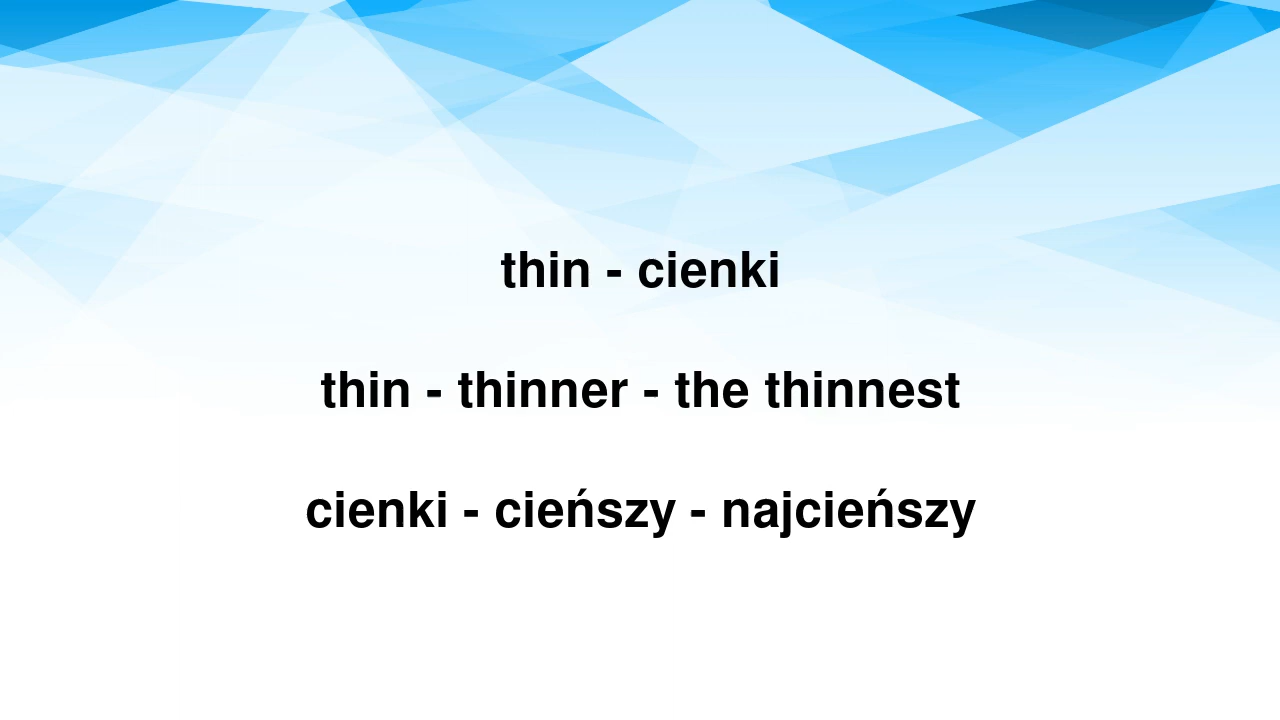 thin - cienki
thin - thinner - the thinnest
cienki - cieńszy - najcieńszy